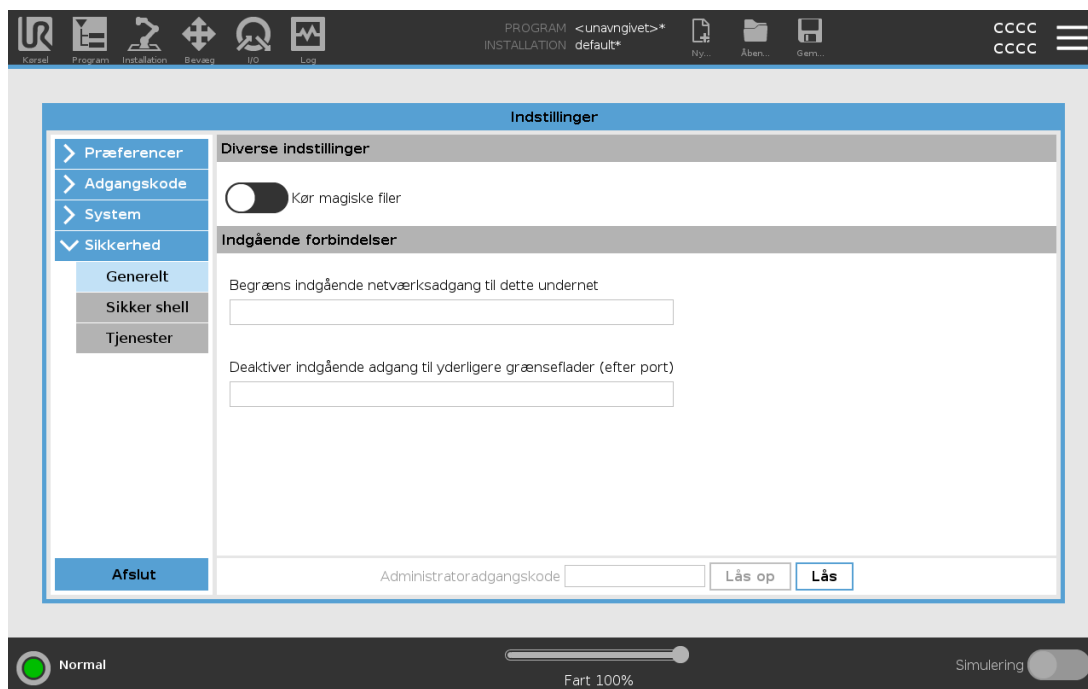 PROGRAM <unavngivet>*
INSTALLATION default*
CCCC
CCCC
Kørsel Program Installation Bevæg I/O Log Ny... Åben... Gem...
Indstillinger
Præferencer
Adgangskode
System
Sikkerhed
Generelt
Sikker shell
Tjenester
Afslut
Diverse indstillinger
Kør magiske filer
Indgående forbindelser
Begræns indgående netværksadgang til dette undernet
Deaktiver indgående adgang til yderligere grænseflader (efter port)
Administratoradgangskode Lås op Lås
Normal
Fart 100%
Simulering